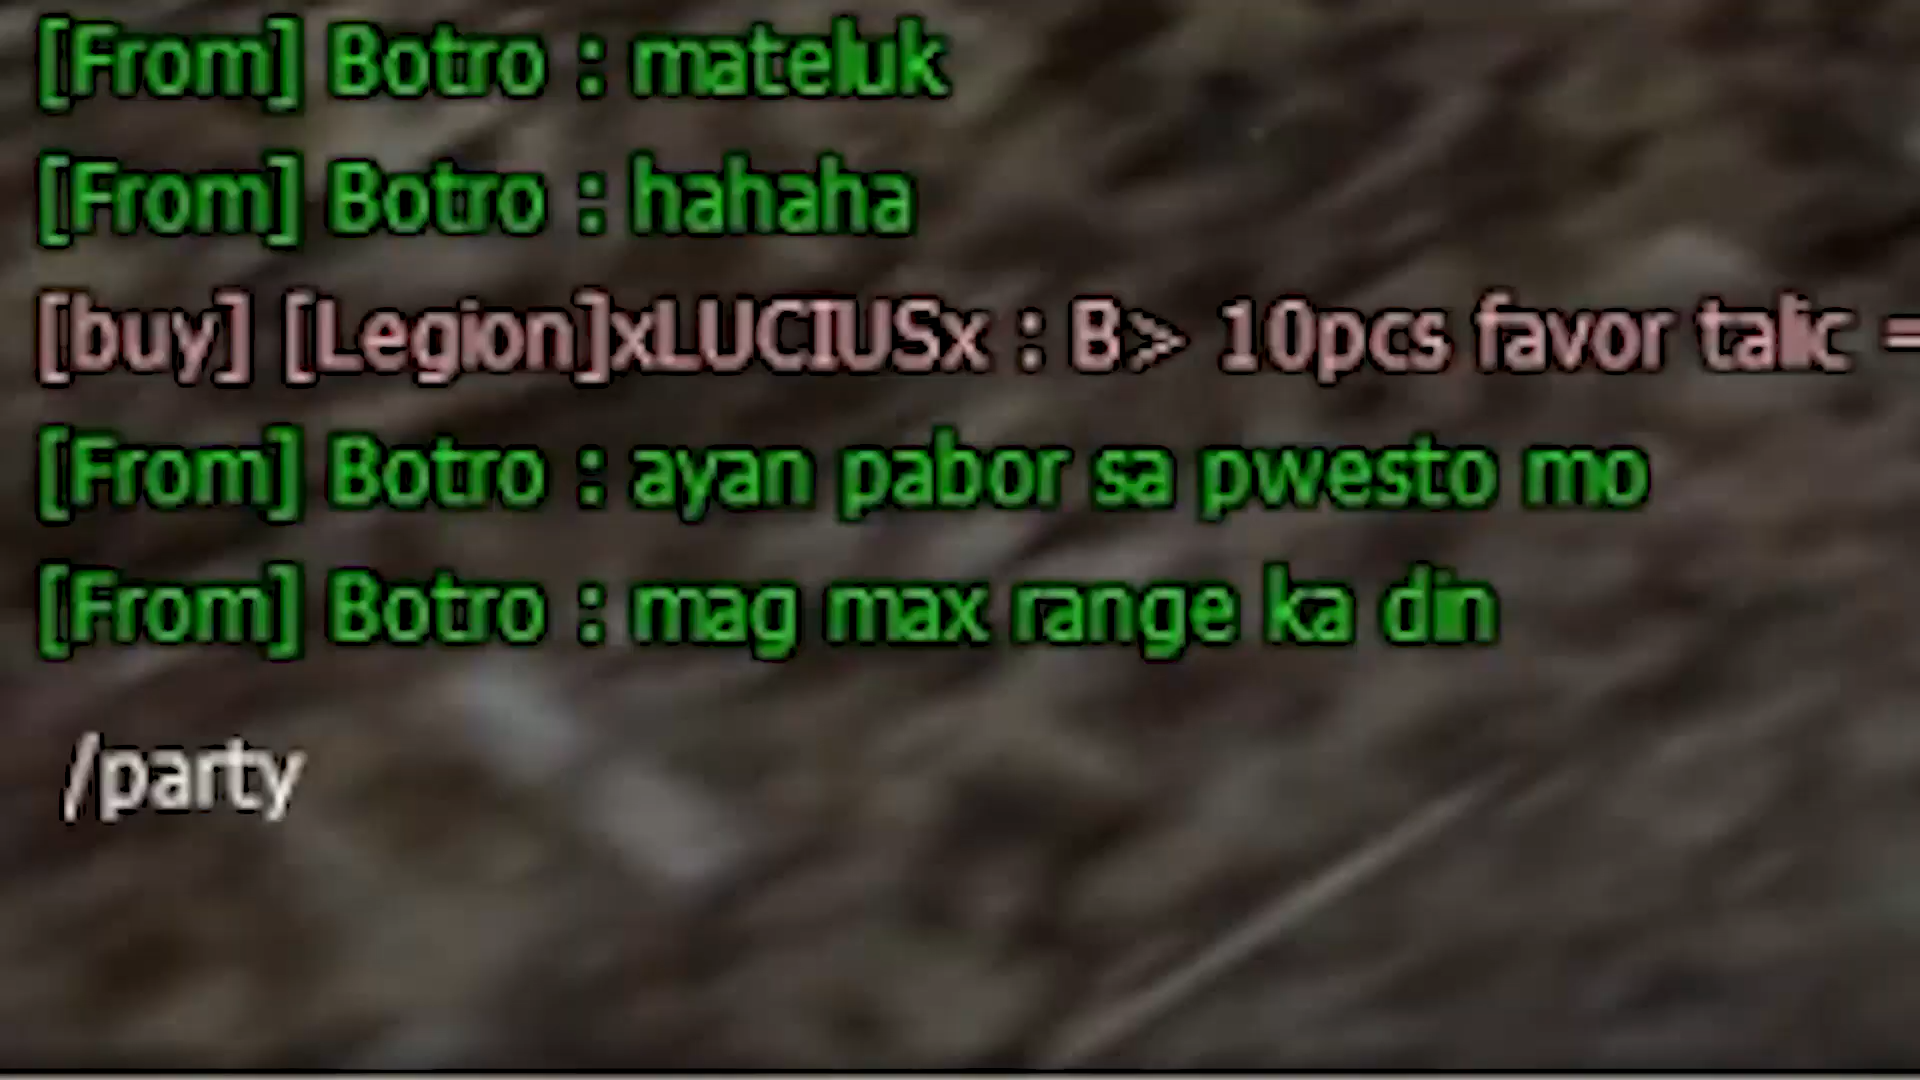 [From] Botro : mateluk
[From] Botro : hahaha
[buy] [Legion]xLUCIUSx : B> 10pcs favor talic =
[From] Botro : ayan pabor sa pwesto mo
[From] Botro : mag max range ka din
/party